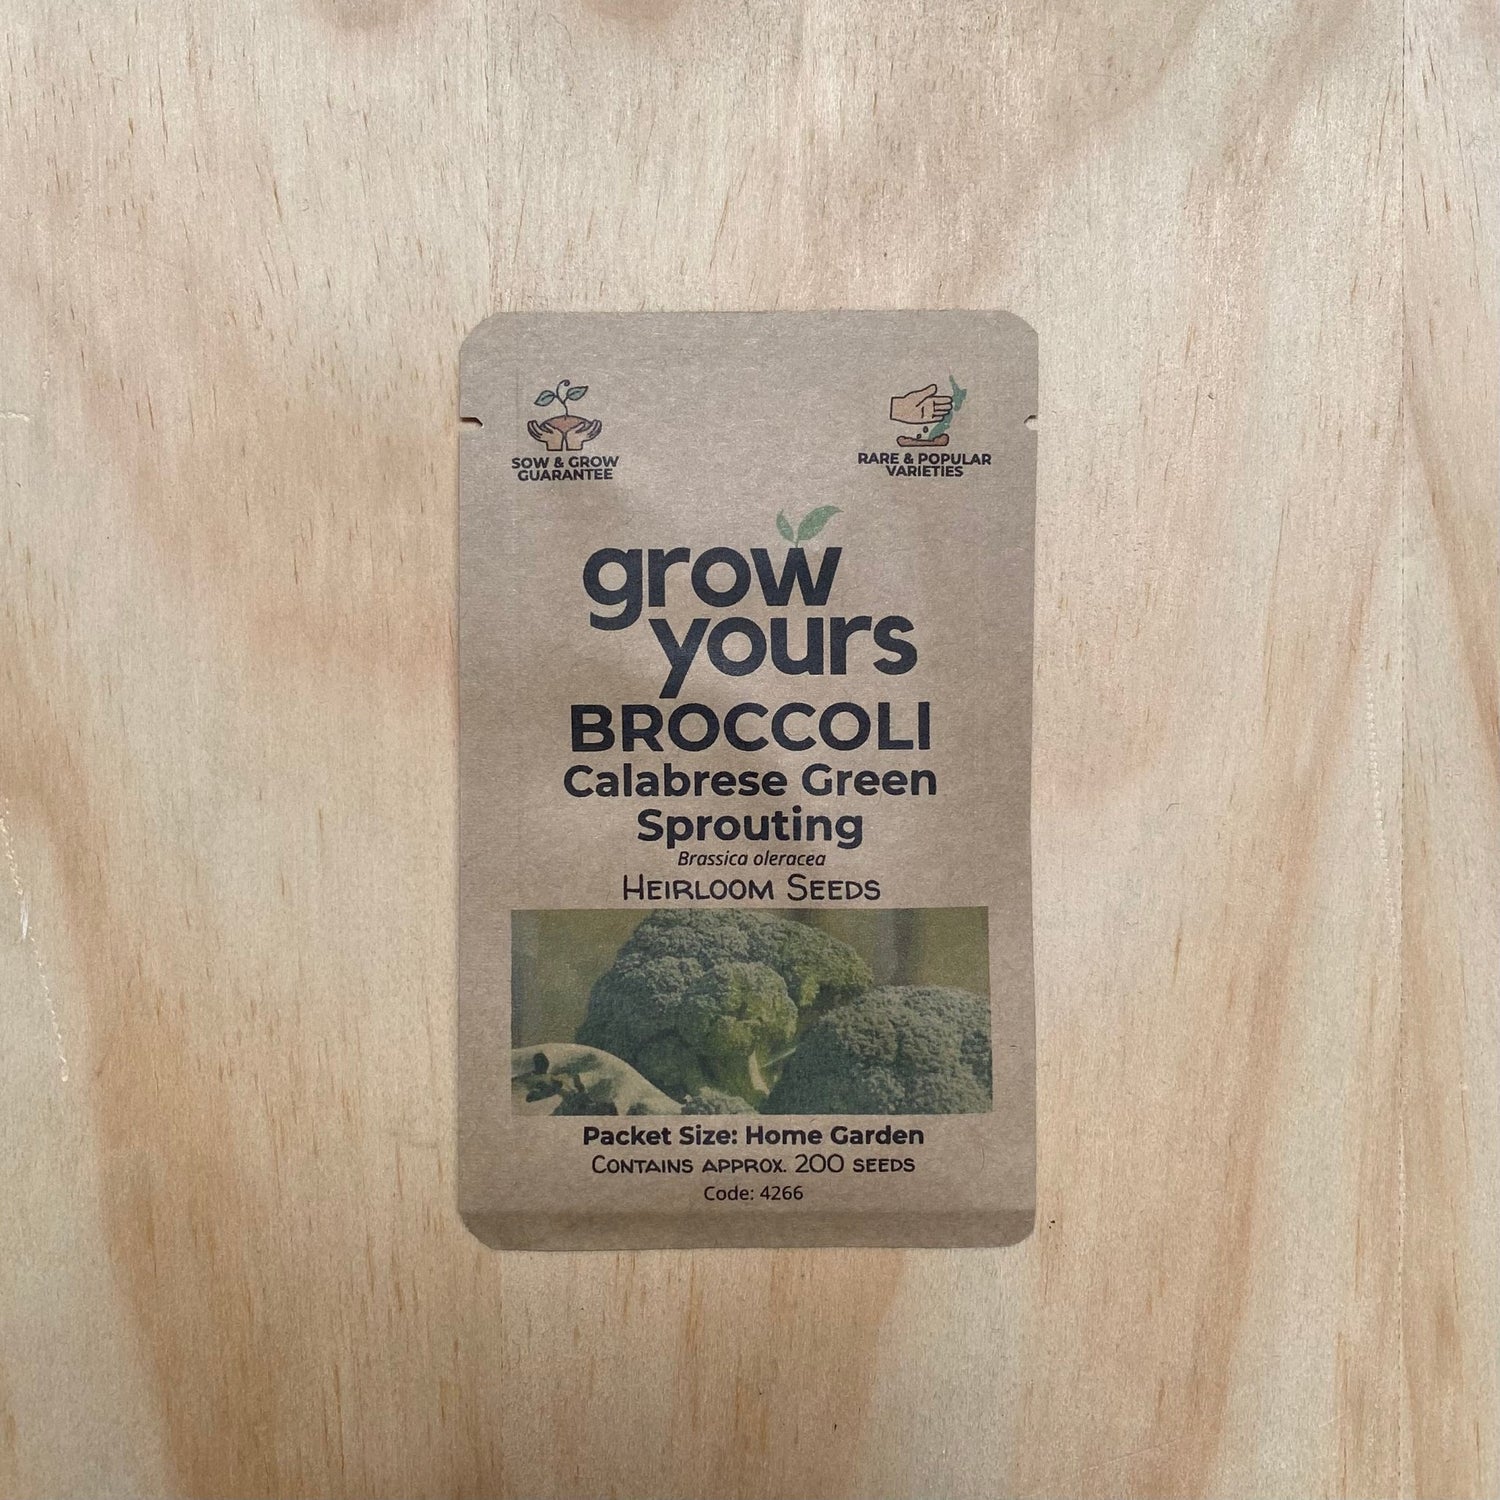 SOW & GROW
GUARANTEE
RARE & POPULAR
VARIETIES
grow
yours
BROCCOLI
Calabrese Green
Sprouting
Brassica oleracea
HEIRLOOM SEEDS
Packet Size: Home Garden
CONTAINS APPROX. 200 SEEDS
Code: 4266